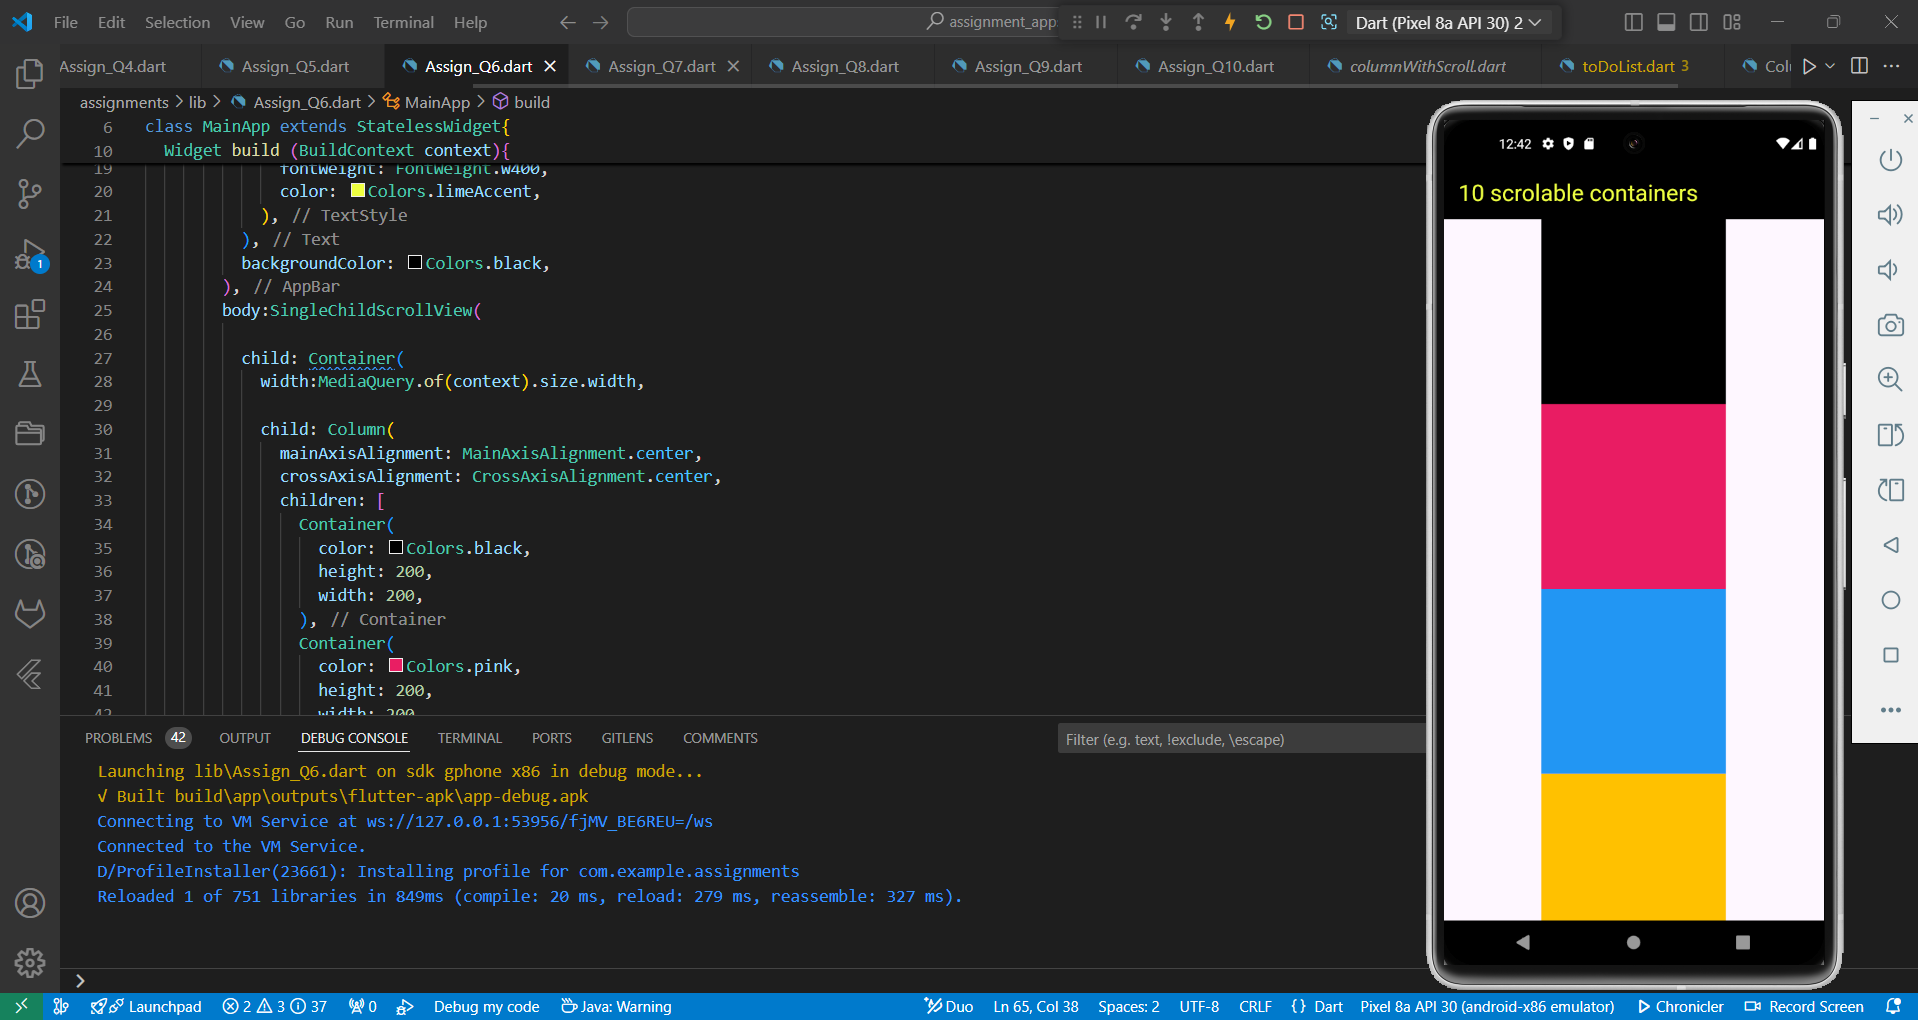 File Edit Selection View Go Run Terminal Help
assignment_app
Dart (Pixel 8a API 30) 2
Assign_Q4.dart Assign_Q5.dart Assign_Q6.dart Assign_Q7.dart Assign_Q8.dart Assign_Q9.dart Assign_Q10.dart columnWithScroll.dart toDoList.dart 3 Colu
assignments > lib > Assign_Q6.dart > MainApp > build
6 class MainApp extends StatelessWidget{
10 Widget build (BuildContext context){
19 fontWeight: FontWeight.w400,
20 color: Colors.limeAccent,
21 ), // TextStyle
22 ), // Text
23 backgroundColor: Colors.black,
24 ), // AppBar
25 body:SingleChildScrollView(
26
27 child: Container(
28 width:MediaQuery.of(context).size.width,
29
30 child: Column(
31 mainAxisAlignment: MainAxisAlignment.center,
32 crossAxisAlignment: CrossAxisAlignment.center,
33 children: [
34 Container(
35 color: Colors.black,
36 height: 200,
37 width: 200,
38 ), // Container
39 Container(
40 color: Colors.pink,
41 height: 200,
42 width: 200
12:42
10 scrolable containers
1
PROBLEMS 42 OUTPUT DEBUG CONSOLE TERMINAL PORTS GITLENS COMMENTS
Filter (e.g. text, !exclude, \escape)
Launching lib\Assign_Q6.dart on sdk gphone x86 in debug mode...
√ Built build\app\outputs\flutter-apk\app-debug.apk
Connecting to VM Service at ws://127.0.0.1:53956/fjMV_BE6REU=/ws
Connected to the VM Service.
D/ProfileInstaller(23661): Installing profile for com.example.assignments
Reloaded 1 of 751 libraries in 849ms (compile: 20 ms, reload: 279 ms, reassemble: 327 ms).
>
Launchpad 2 3 37 0 Debug my code Java: Warning Duo Ln 65, Col 38 Spaces: 2 UTF-8 CRLF {} Dart Pixel 8a API 30 (android-x86 emulator) Chronicler Record Screen